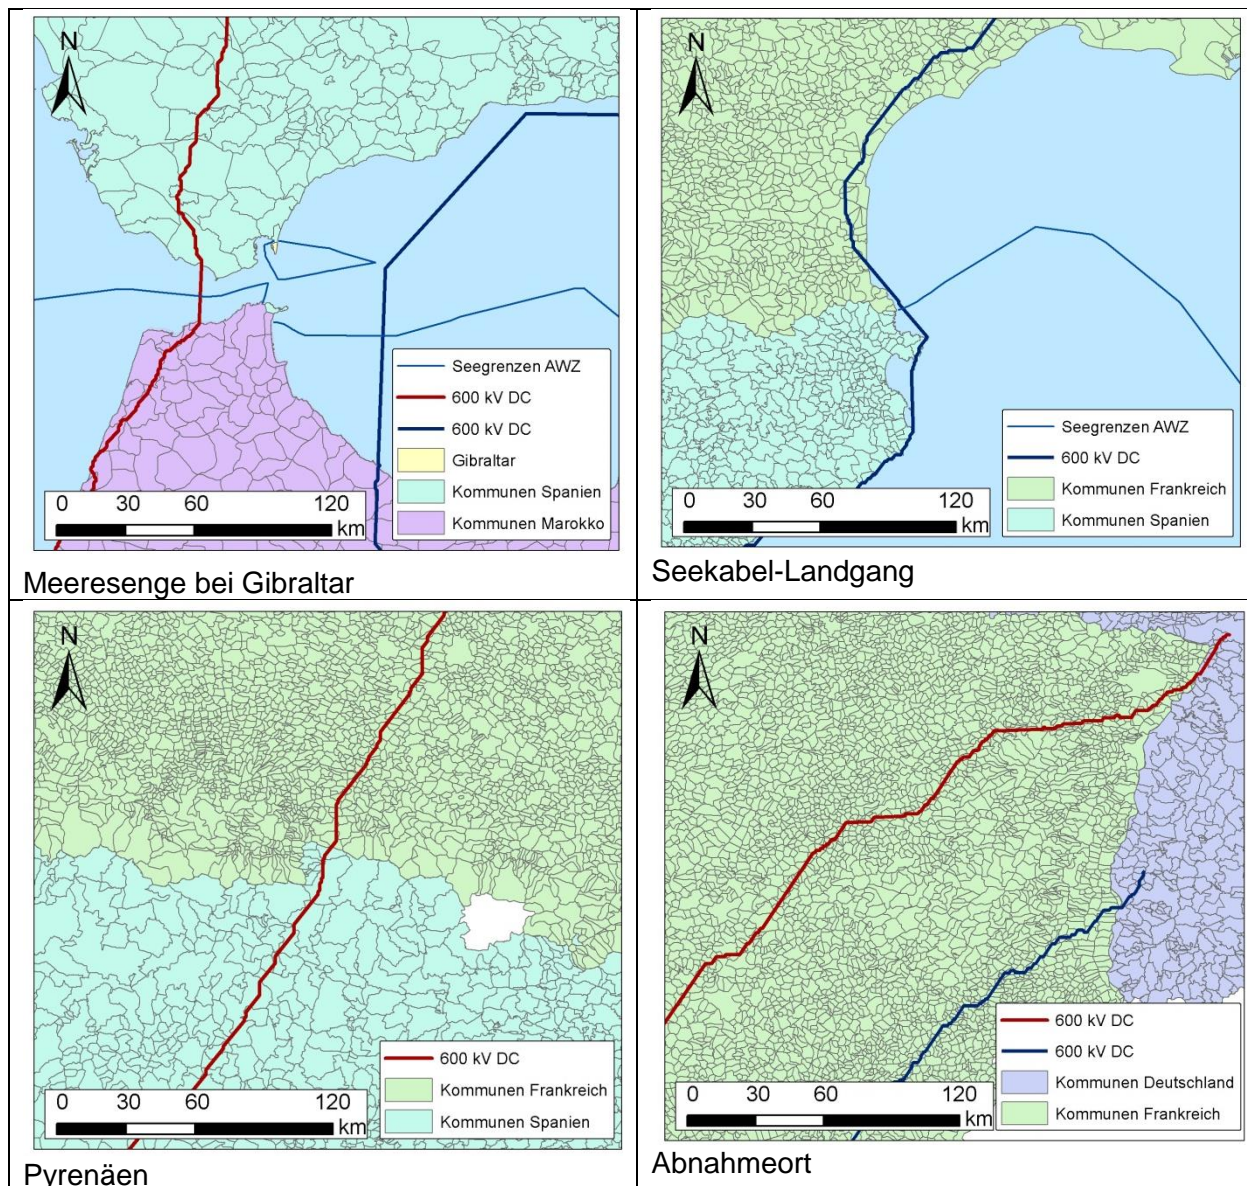 N
Seegrenzen AWZ
600 kV DC
600 kV DC
Gibraltar
Kommunen Spanien
Kommunen Marokko
0 30 60 120
km
Meeresenge bei Gibraltar
N
Seegrenzen AWZ
600 kV DC
Kommunen Frankreich
Kommunen Spanien
0 30 60 120
km
Seekabel-Landgang
N
600 kV DC
Kommunen Frankreich
Kommunen Spanien
0 30 60 120
km
Pyrenäen
N
600 kV DC
600 kV DC
Kommunen Deutschland
Kommunen Frankreich
0 30 60 120
km
Abnahmeort